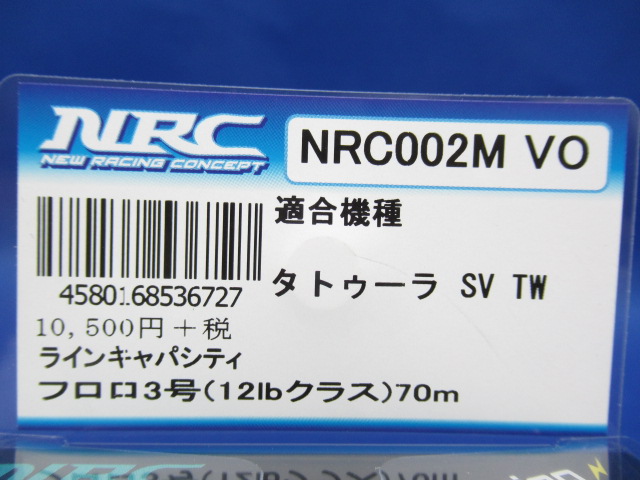 NRC
NEW RACING CONCEPT
NRC002M VO
適合機種
タトゥーラ SV TW
4580168536727
10,500円+税
ラインキャパシティ
フロロ3号(12lbクラス)70m